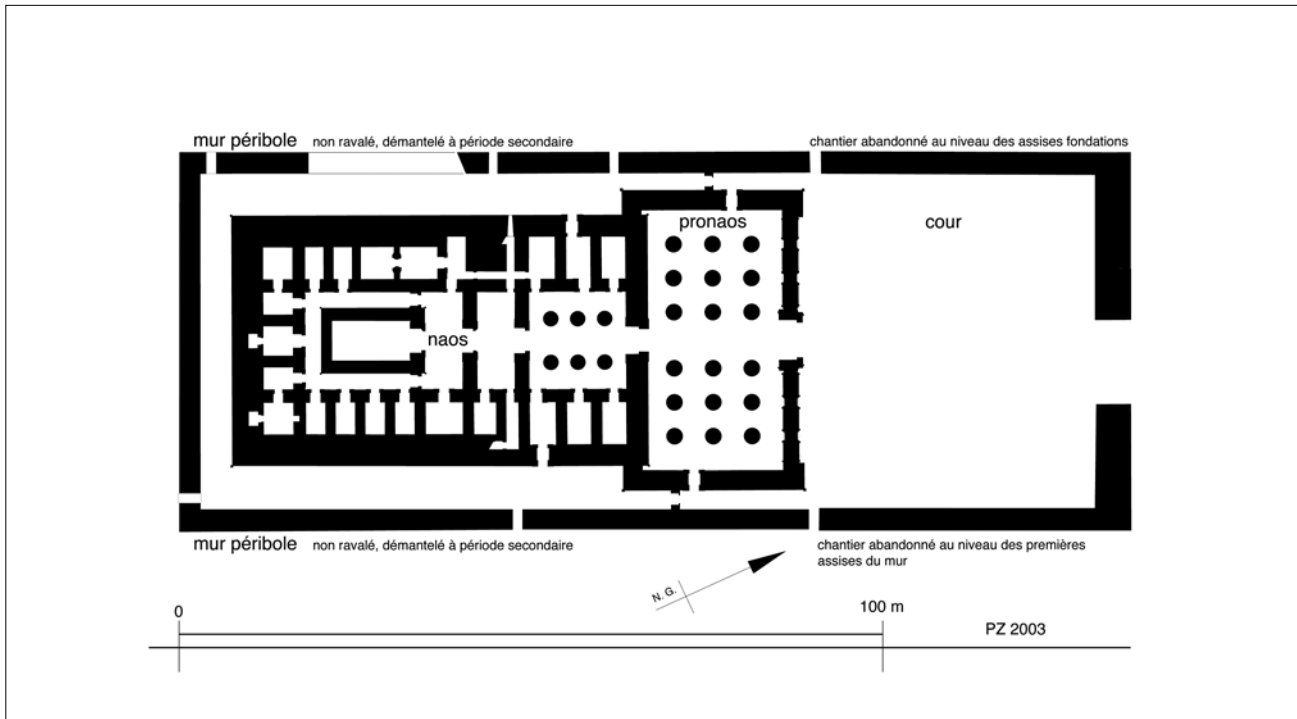 mur péribole non ravalé, démantelé à période secondaire
chantier abandonné au niveau des assises fondations
pronaos
cour
naos
mur péribole non ravalé, démantelé à période secondaire
chantier abandonné au niveau des premières
assises du mur
N. G.
0
100 m
PZ 2003